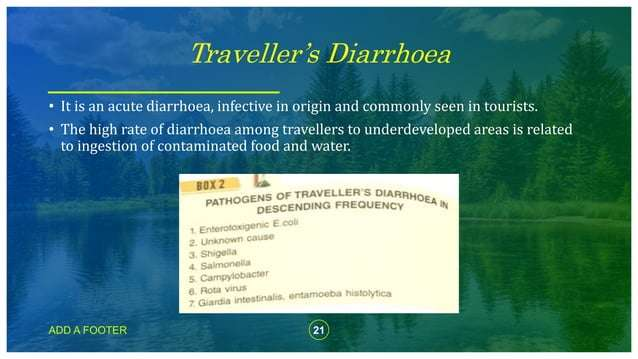 Traveller's Diarrhoea
• It is an acute diarrhoea, infective in origin and commonly seen in tourists.
• The high rate of diarrhoea among travellers to underdeveloped areas is related
to ingestion of contaminated food and water.
BOX 2
PATHOGENS OF TRAVELLER'S DIARRHOEA IN
DESCENDING FREQUENCY
1. Enterotoxigenic E.coli
2. Unknown cause
3. Shigella
4. Salmonella
5. Campylobacter
6. Rota virus
7. Giardia intestinalis, entamoeba histolytica
ADD A FOOTER
21